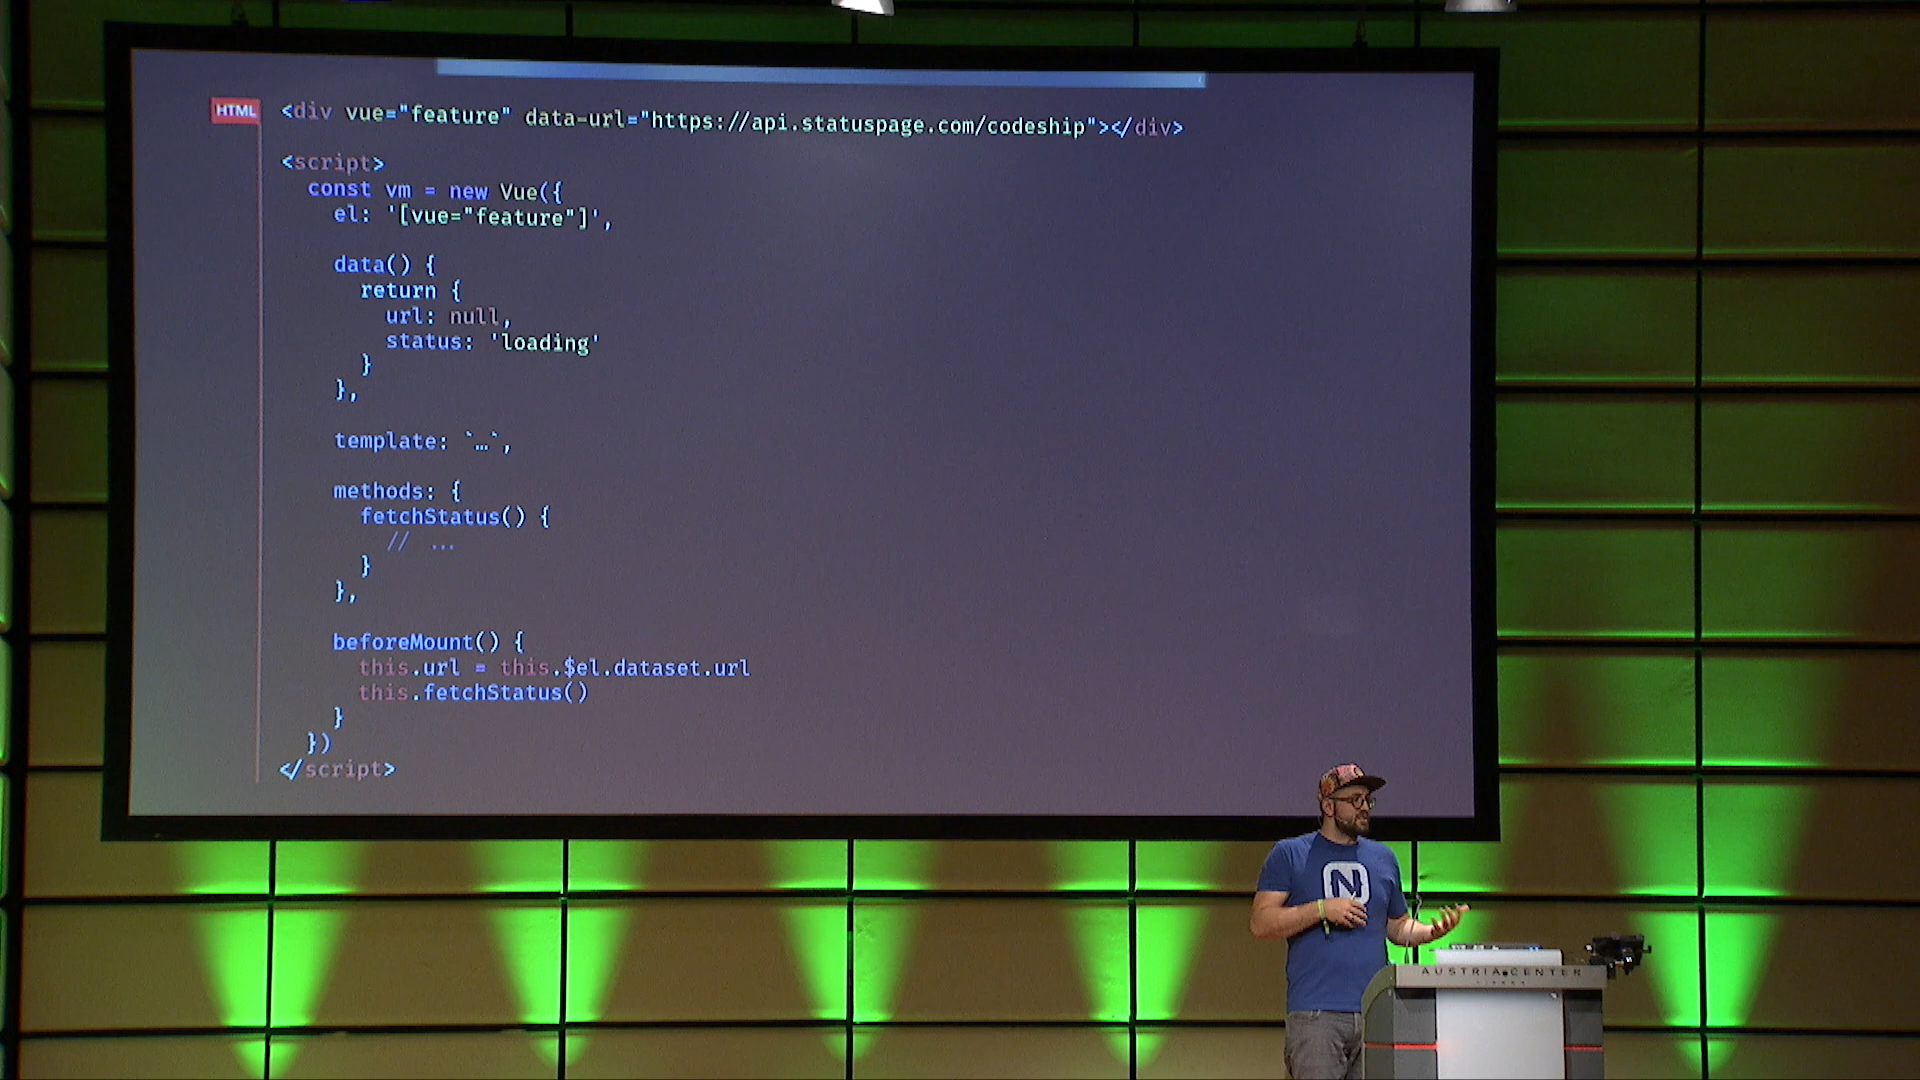 HTML
<div vue="feature" data-url="https://api.statuspage.com/codeship"></div>
<script>
const vm = new Vue({
el: '[vue="feature"]',
data() {
return {
url: null,
status: 'loading'
}
},
template: `…`,
methods: {
fetchStatus() {
// ...
}
},
beforeMount() {
this.url = this.$el.dataset.url
this.fetchStatus()
}
})
</script>
N
AUSTRIA CENTER
VIENNA